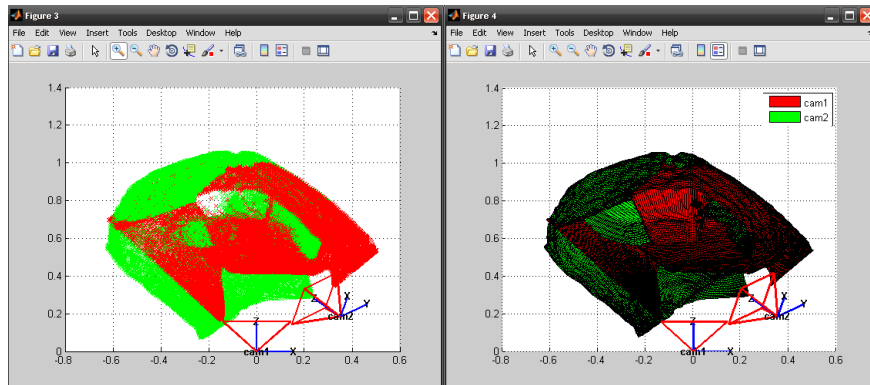 Figure 3
File Edit View Insert Tools Desktop Window Help
1.4
1.2
1
0.8
0.6
0.4
0.2
0
-0.8 -0.6 -0.4 -0.2 0 0.2 0.4 0.6
Z
X
cam1
Z
X
Y
cam2
Figure 4
File Edit View Insert Tools Desktop Window Help
1.4
1.2
1
0.8
0.6
0.4
0.2
0
-0.8 -0.6 -0.4 -0.2 0 0.2 0.4 0.6
cam1
cam2
Z
X
cam1
Z
X
Y
cam2